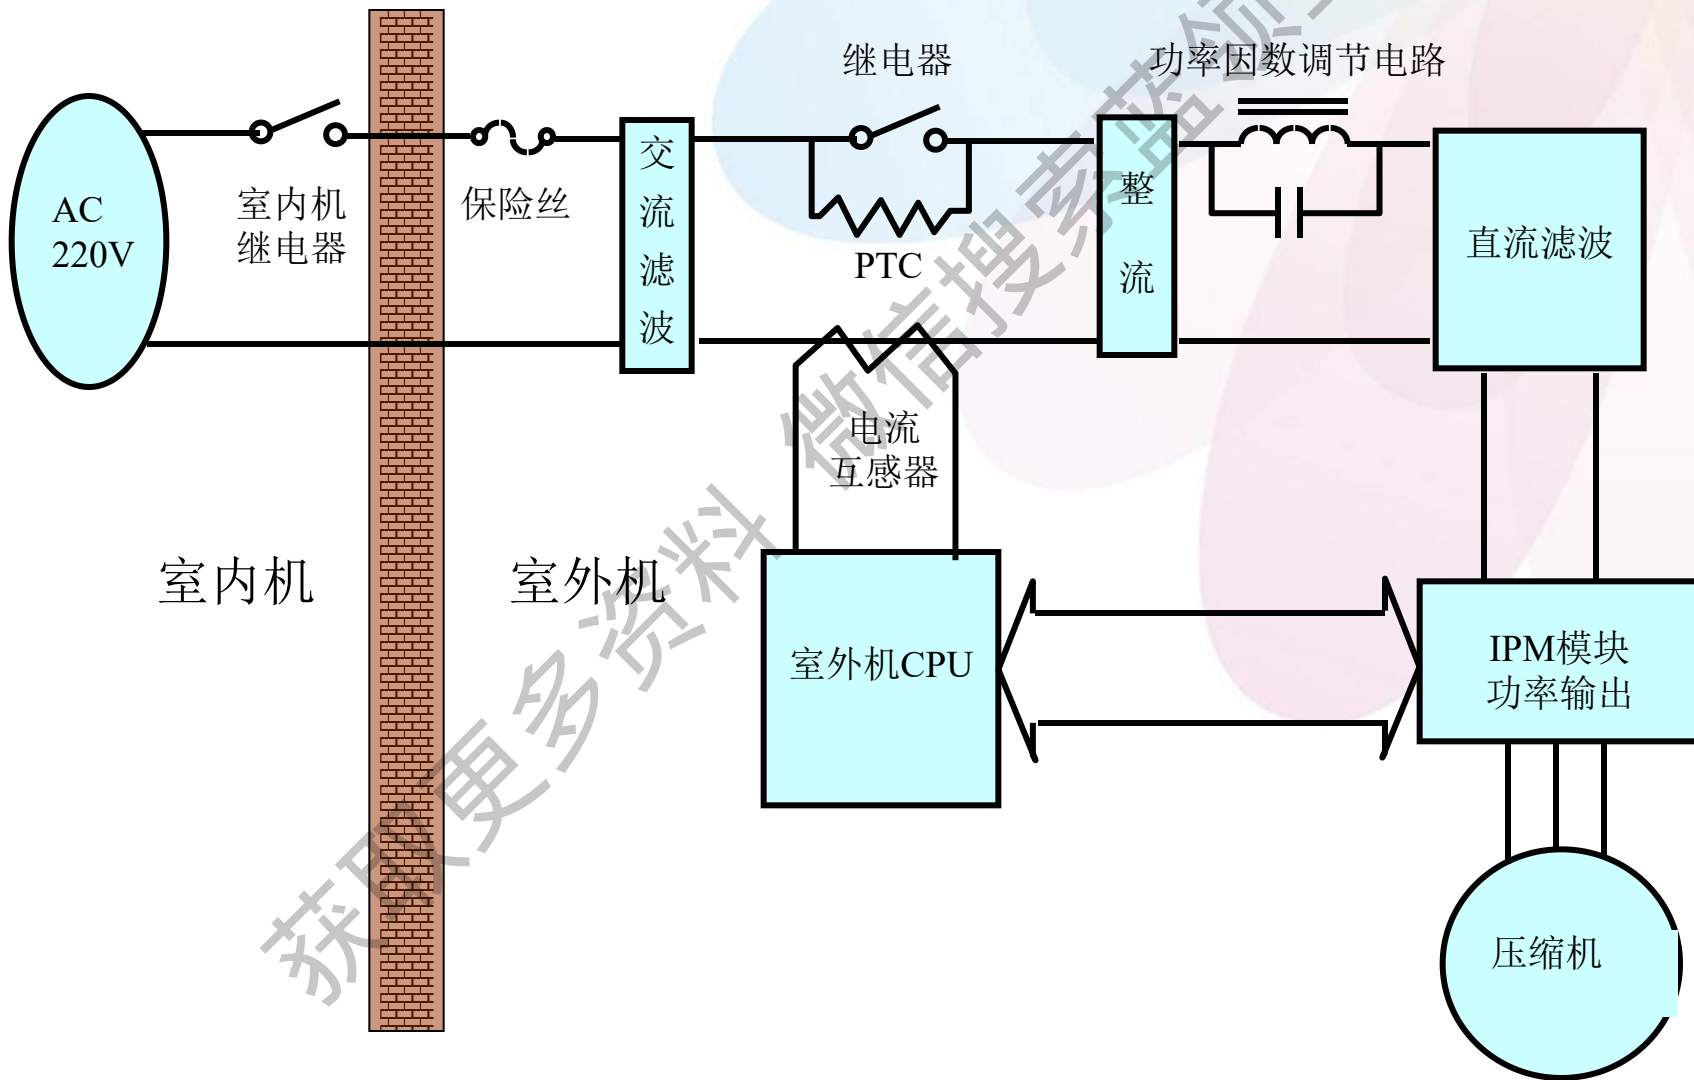 继电器
功率因数调节电路
AC
220V
室内机
继电器
保险丝
交流滤波
PTC
整流
直流滤波
电流
互感器
室内机
室外机
室外机CPU
IPM模块
功率输出
压缩机
获取更多资料 微信搜索蓝领